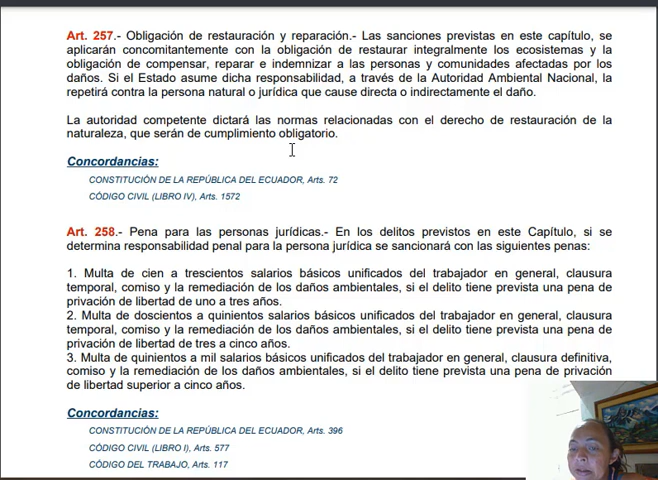 Art. 257.- Obligación de restauración y reparación.- Las sanciones previstas en este capítulo, se
aplicarán concomitantemente con la obligación de restaurar integralmente los ecosistemas y la
obligación de compensar, reparar e indemnizar a las personas y comunidades afectadas por los
daños. Si el Estado asume dicha responsabilidad, a través de la Autoridad Ambiental Nacional, la
repetirá contra la persona natural o jurídica que cause directa o indirectamente el daño.
La autoridad competente dictará las normas relacionadas con el derecho de restauración de la
naturaleza, que serán de cumplimiento obligatorio.
Concordancias:
CONSTITUCIÓN DE LA REPÚBLICA DEL ECUADOR, Arts. 72
CÓDIGO CIVIL (LIBRO IV), Arts. 1572
Art. 258.- Pena para las personas jurídicas.- En los delitos previstos en este Capítulo, si se
determina responsabilidad penal para la persona jurídica se sancionará con las siguientes penas:
1. Multa de cien a trescientos salarios básicos unificados del trabajador en general, clausura
temporal, comiso y la remediación de los daños ambientales, si el delito tiene prevista una pena de
privación de libertad de uno a tres años.
2. Multa de doscientos a quinientos salarios básicos unificados del trabajador en general, clausura
temporal, comiso y la remediación de los daños ambientales, si el delito tiene prevista una pena de
privación de libertad de tres a cinco años.
3. Multa de quinientos a mil salarios básicos unificados del trabajador en general, clausura definitiva,
comiso y la remediación de los daños ambientales, si el delito tiene prevista una pena de privación
de libertad superior a cinco años.
Concordancias:
CONSTITUCIÓN DE LA REPÚBLICA DEL ECUADOR, Arts. 396
CÓDIGO CIVIL (LIBRO I), Arts. 577
CÓDIGO DEL TRABAJO, Arts. 117